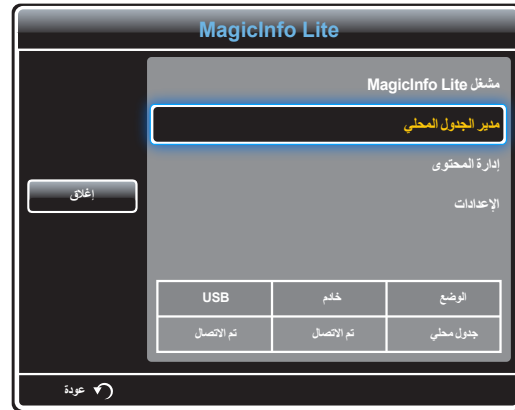 MagicInfo Lite
مشغل MagicInfo Lite
مدير الجدول المحلي
إدارة المحتوى
الإعدادات
إغلاق
الوضع خادم USB
جدول محلي تم الاتصال تم الاتصال
عودة